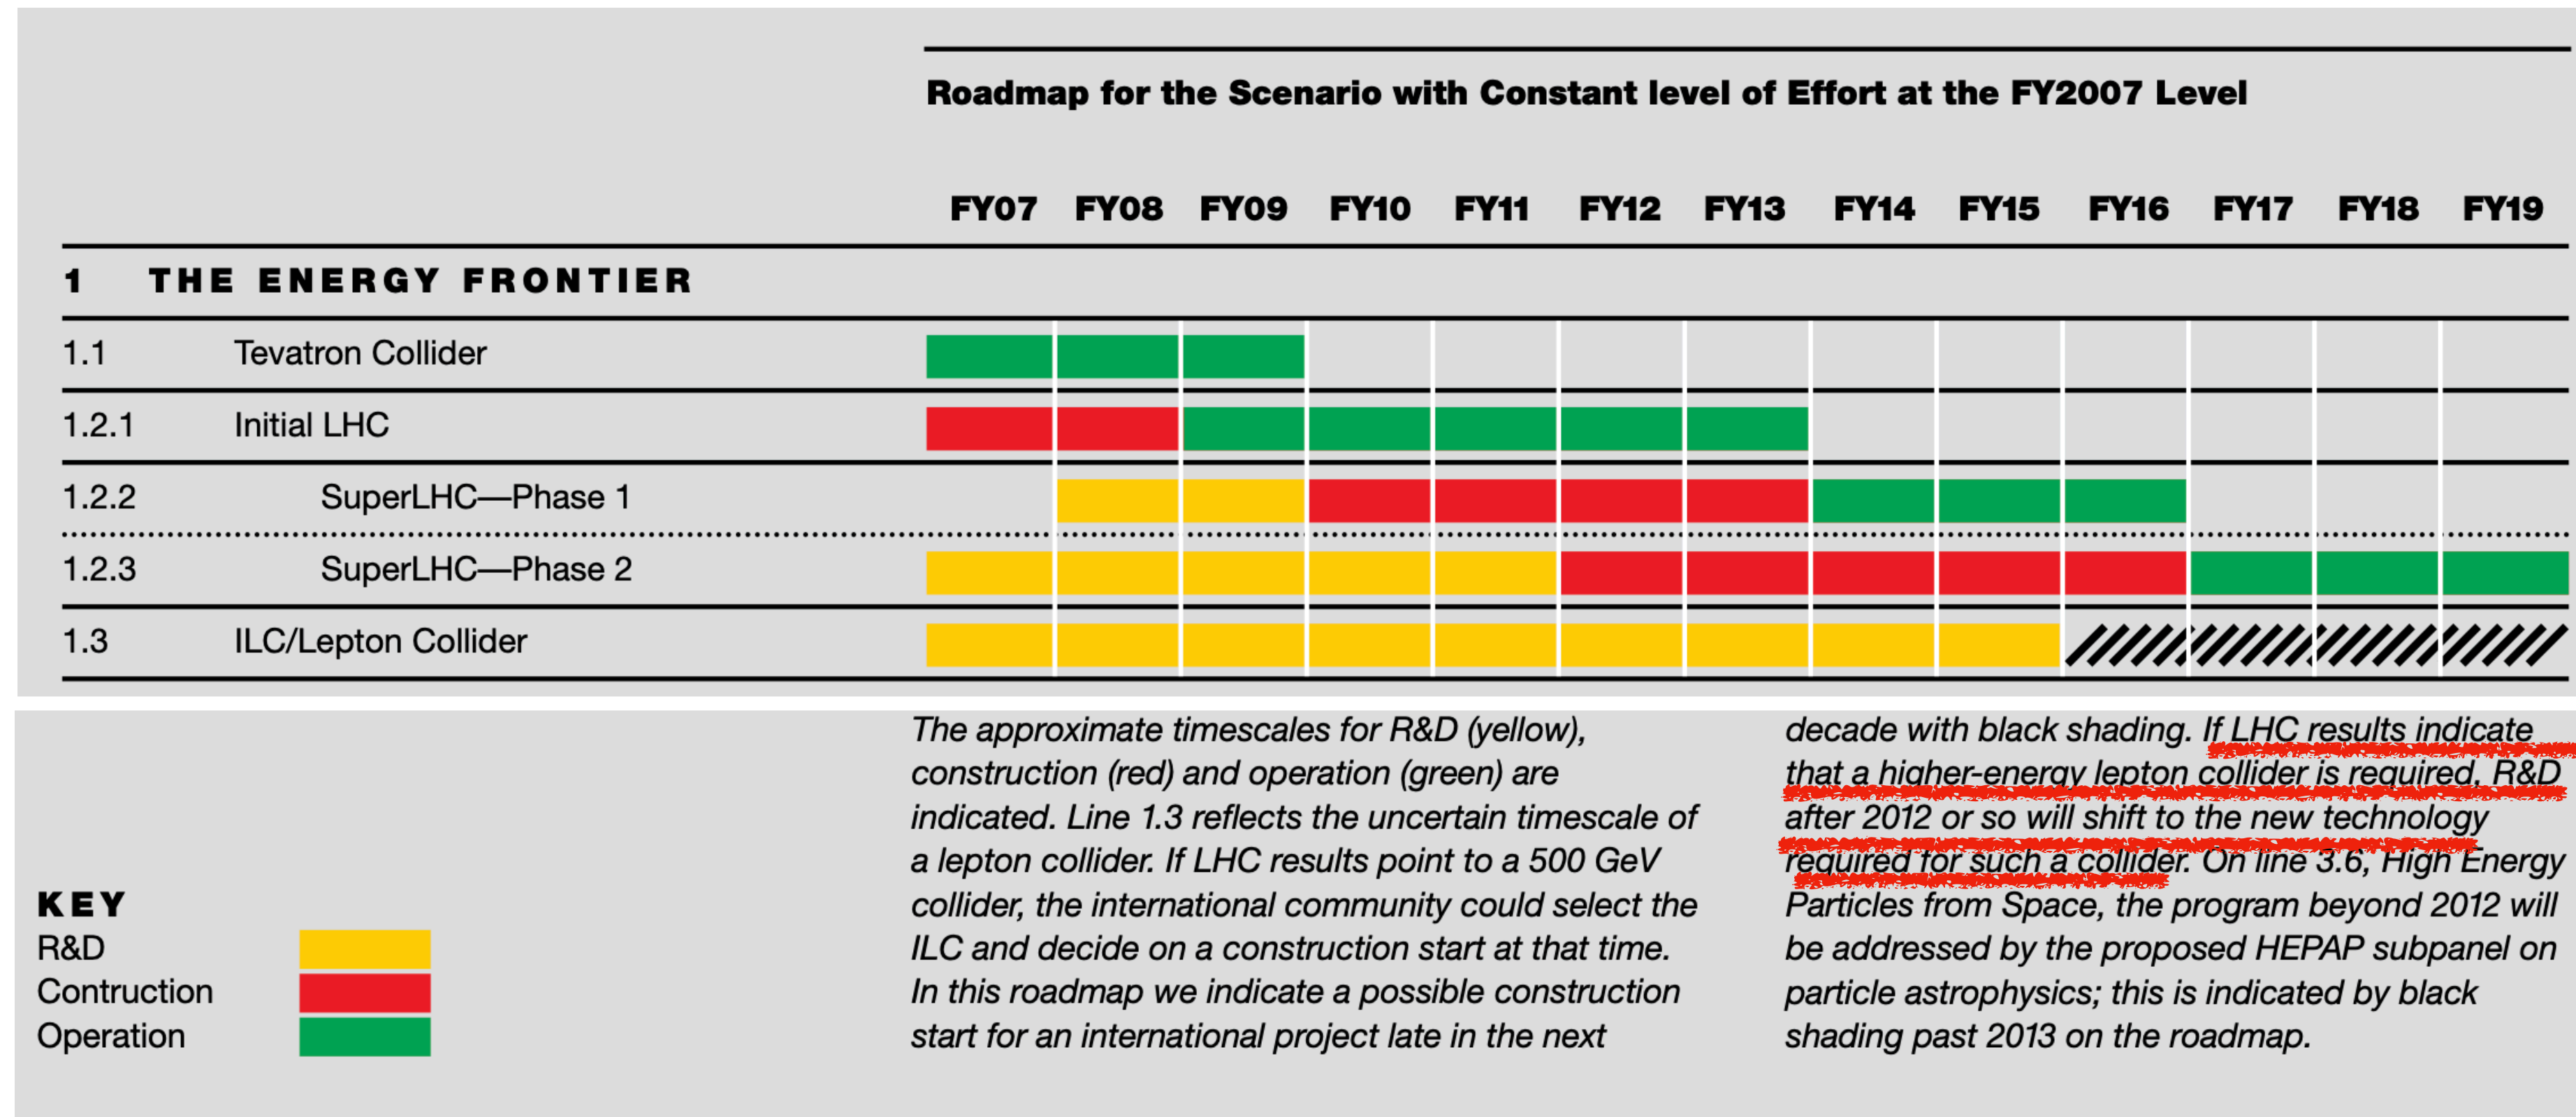 Roadmap for the Scenario with Constant level of Effort at the FY2007 Level
FY07 FY08 FY09 FY10 FY11 FY12 FY13 FY14 FY15 FY16 FY17 FY18 FY19
1 THE ENERGY FRONTIER
1.1 Tevatron Collider
1.2.1 Initial LHC
1.2.2 SuperLHC—Phase 1
1.2.3 SuperLHC—Phase 2
1.3 ILC/Lepton Collider
KEY
R&D
Contruction
Operation
The approximate timescales for R&D (yellow),
construction (red) and operation (green) are
indicated. Line 1.3 reflects the uncertain timescale of
a lepton collider. If LHC results point to a 500 GeV
collider, the international community could select the
ILC and decide on a construction start at that time.
In this roadmap we indicate a possible construction
start for an international project late in the next
decade with black shading. If LHC results indicate
that a higher-energy lepton collider is required, R&D
after 2012 or so will shift to the new technology
required for such a collider. On line 3.6, High Energy
Particles from Space, the program beyond 2012 will
be addressed by the proposed HEPAP subpanel on
particle astrophysics; this is indicated by black
shading past 2013 on the roadmap.